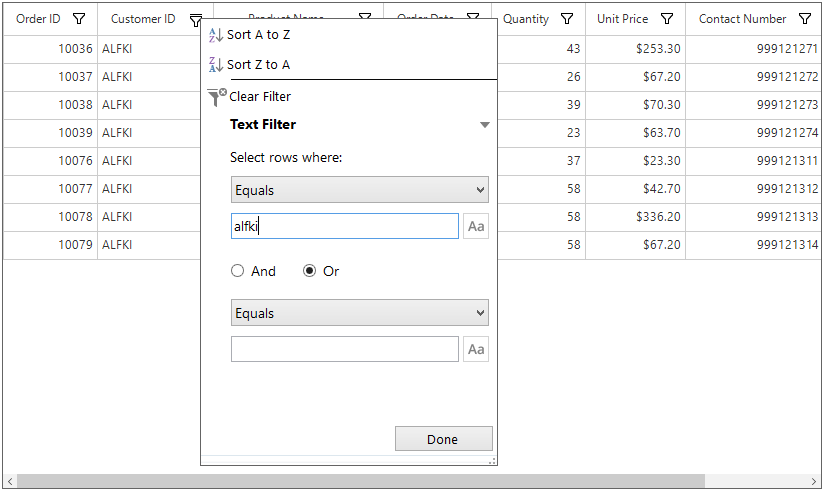 Order ID Customer ID Product Name Order Date Quantity Unit Price Contact Number
10036 ALFKI 43 $253.30 999121271
10037 ALFKI 26 $67.20 999121272
10038 ALFKI 39 $70.30 999121273
10039 ALFKI 23 $63.70 999121274
10076 ALFKI 37 $23.30 999121311
10077 ALFKI 58 $42.70 999121312
10078 ALFKI 58 $336.20 999121313
10079 ALFKI 58 $67.20 999121314
Sort A to Z
Sort Z to A
Clear Filter
Text Filter
Select rows where:
Equals
alfki Aa
And Or
Equals
Aa
Done